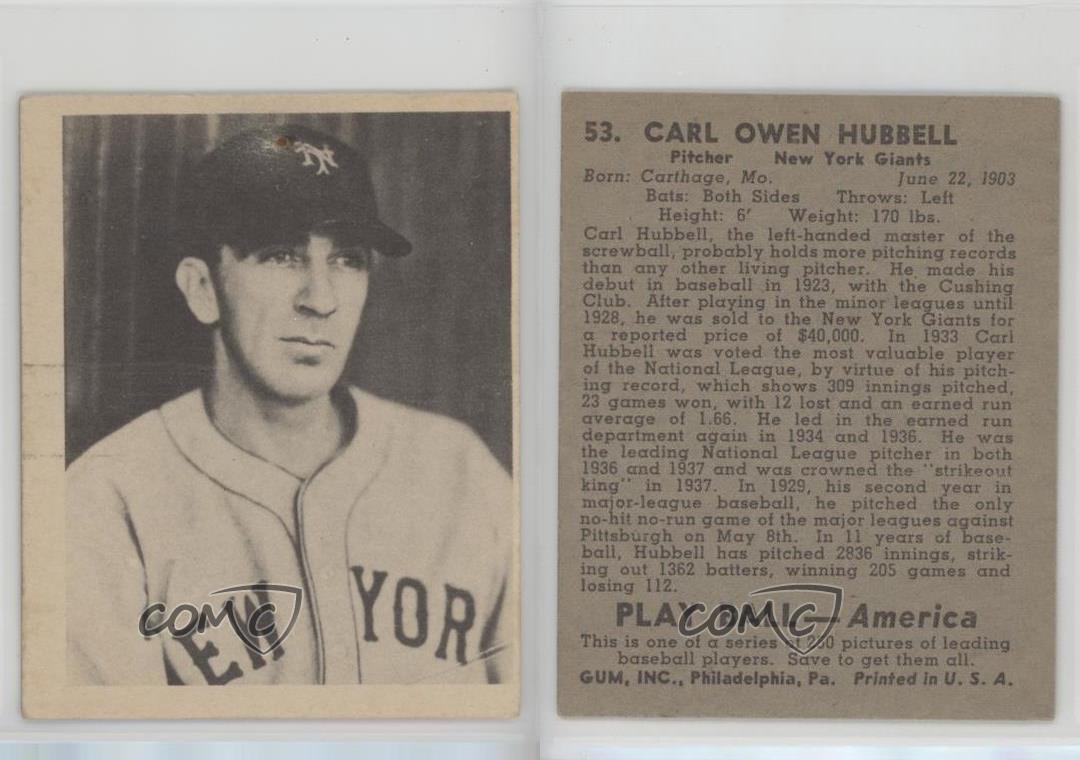 NY
NEW YOR
COMC
53. CARL OWEN HUBBELL
Pitcher New York Giants
Born: Carthage, Mo. June 22, 1903
Bats: Both Sides Throws: Left
Height: 6' Weight: 170 lbs.
Carl Hubbell, the left-handed master of the
screwball, probably holds more pitching records
than any other living pitcher. He made his
debut in baseball in 1923, with the Cushing
Club. After playing in the minor leagues until
1928, he was sold to the New York Giants for
a reported price of $40,000. In 1933 Carl
Hubbell was voted the most valuable player
of the National League, by virtue of his pitch-
ing record, which shows 309 innings pitched,
23 games won, with 12 lost and an earned run
average of 1.66. He led in the earned run
department again in 1934 and 1936. He was
the leading National League pitcher in both
1936 and 1937 and was crowned the "strikeout
king" in 1937. In 1929, his second year in
major-league baseball, he pitched the only
no-hit no-run game of the major leagues against
Pittsburgh on May 8th. In 11 years of base-
ball, Hubbell has pitched 2836 innings, strik-
ing out 1362 batters, winning 205 games and
losing 112.
PLAY BALL—America
COMC
This is one of a series of 250 pictures of leading
baseball players. Save to get them all.
GUM, INC., Philadelphia, Pa. Printed in U. S. A.